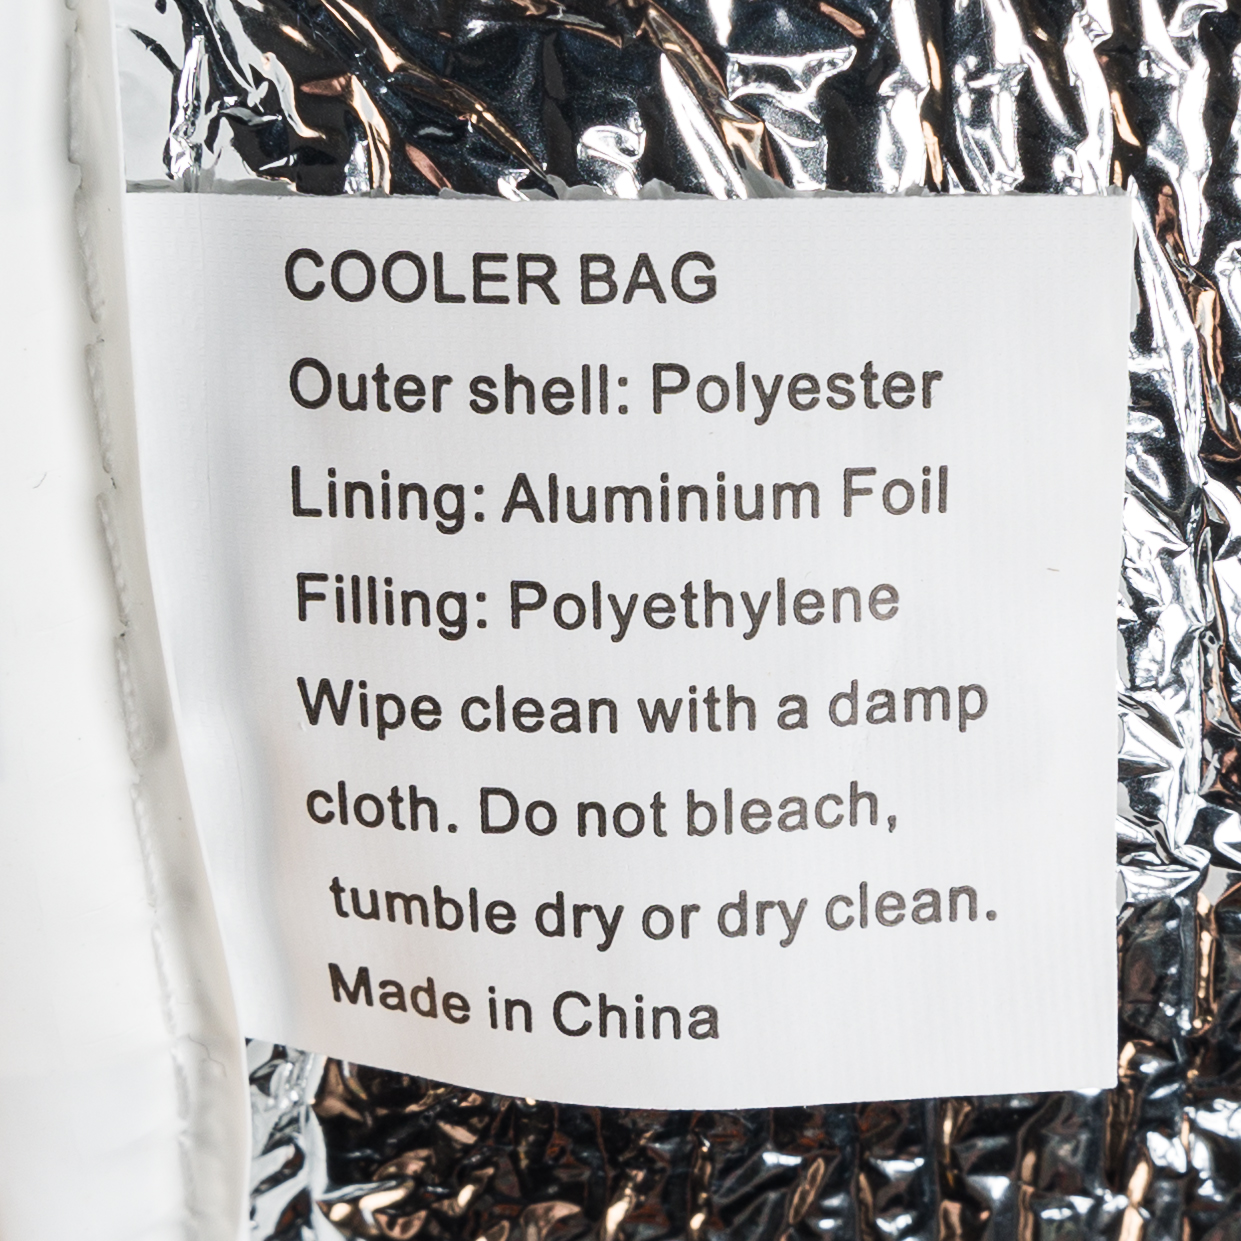 COOLER BAG
Outer shell: Polyester
Lining: Aluminium Foil
Filling: Polyethylene
Wipe clean with a damp
cloth. Do not bleach,
tumble dry or dry clean.
Made in China